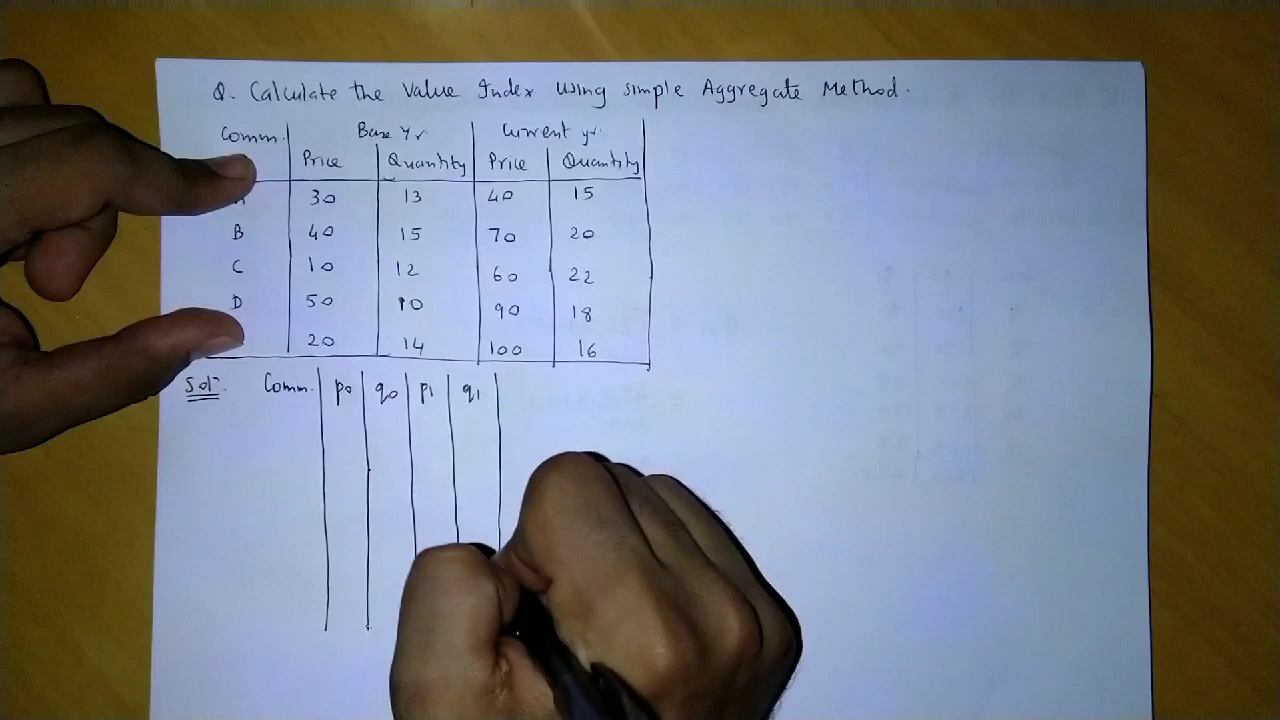 Q. Calculate the Value Index using simple Aggregate Method.
Comm. Base Yr. Current yr.
Price Quantity Price Quantity
30 13 40 15
B 40 15 70 20
C 10 12 60 22
D 50 10 90 18
20 14 100 16
Sol. Comm. p0 q0 p1 q1